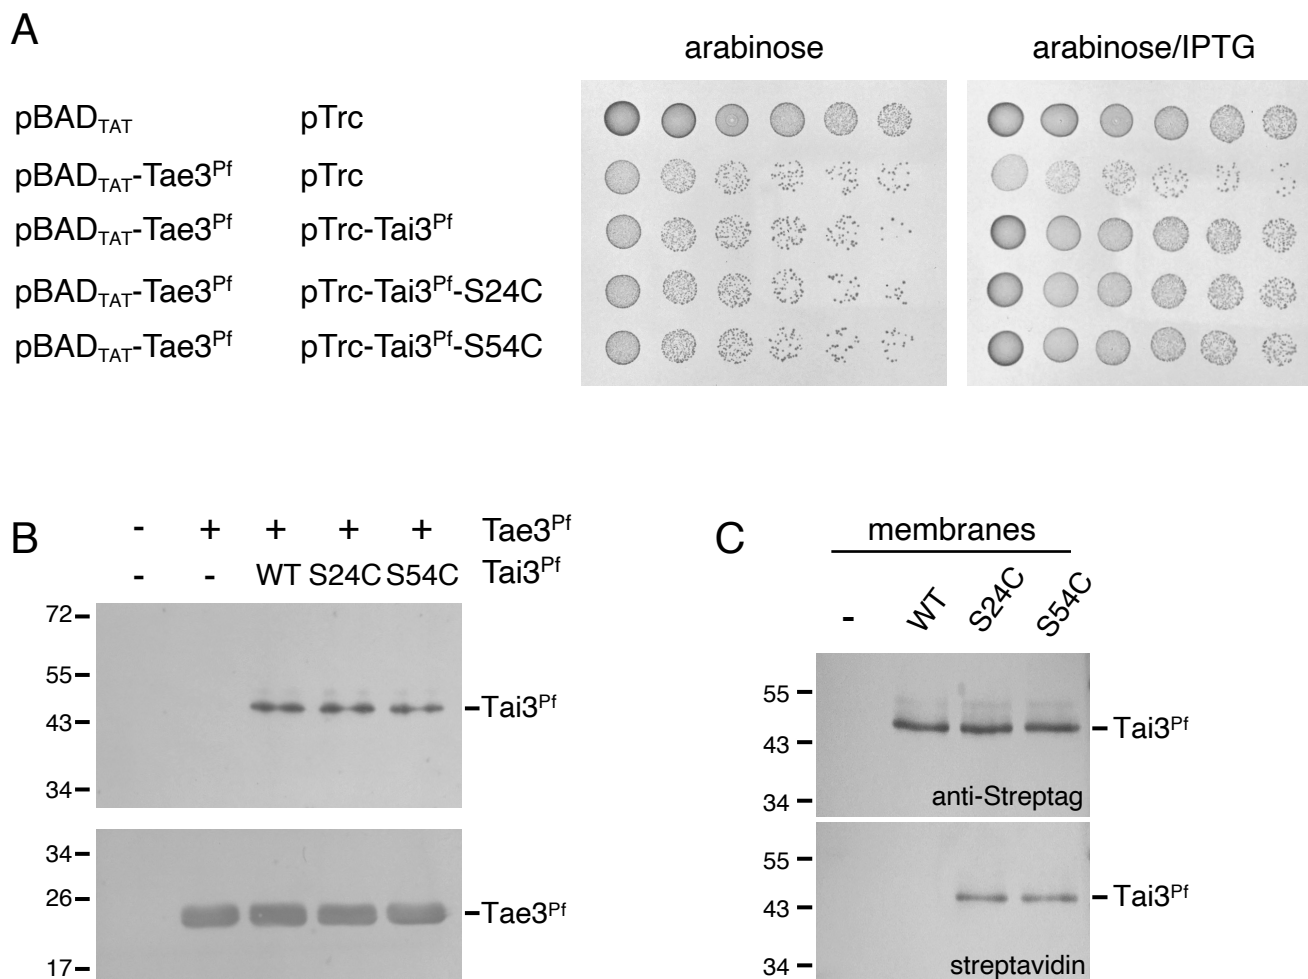 A
arabinose
arabinose/IPTG
pBADTAT pTrc
pBADTAT-Tae3Pf pTrc
pBADTAT-Tae3Pf pTrc-Tai3Pf
pBADTAT-Tae3Pf pTrc-Tai3Pf-S24C
pBADTAT-Tae3Pf pTrc-Tai3Pf-S54C
B
- + + + + Tae3Pf
- - WT S24C S54C Tai3Pf
72
55
43
34
Tai3Pf
34
26
17
Tae3Pf
C
membranes
- WT S24C S54C
55
43
34
Tai3Pf
anti-Streptag
55
43
34
Tai3Pf
streptavidin